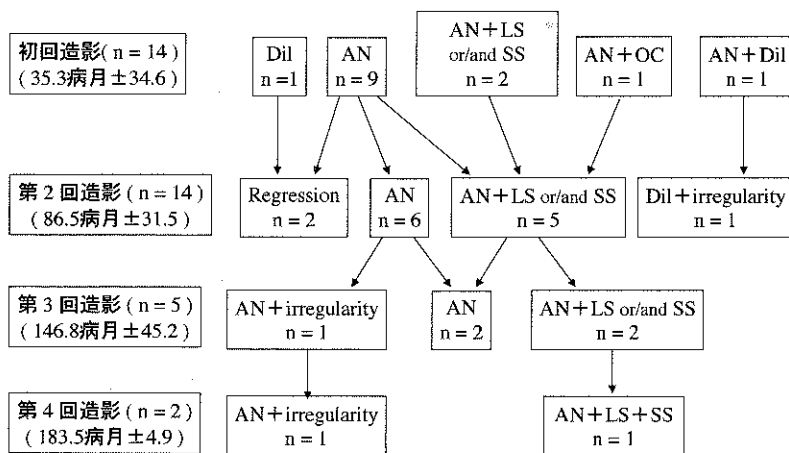 初回造影(n=14)
(35.3病月±34.6)
Dil
n=1
AN
n=9
AN+LS
or/and SS
n=2
AN+OC
n=1
AN+Dil
n=1
第2回造影(n=14)
(86.5病月±31.5)
Regression
n=2
AN
n=6
AN+LS or/and SS
n=5
Dil+irregularity
n=1
第3回造影(n=5)
(146.8病月±45.2)
AN+irregularity
n=1
AN
n=2
AN+LS or/and SS
n=2
第4回造影(n=2)
(183.5病月±4.9)
AN+irregularity
n=1
AN+LS+SS
n=1